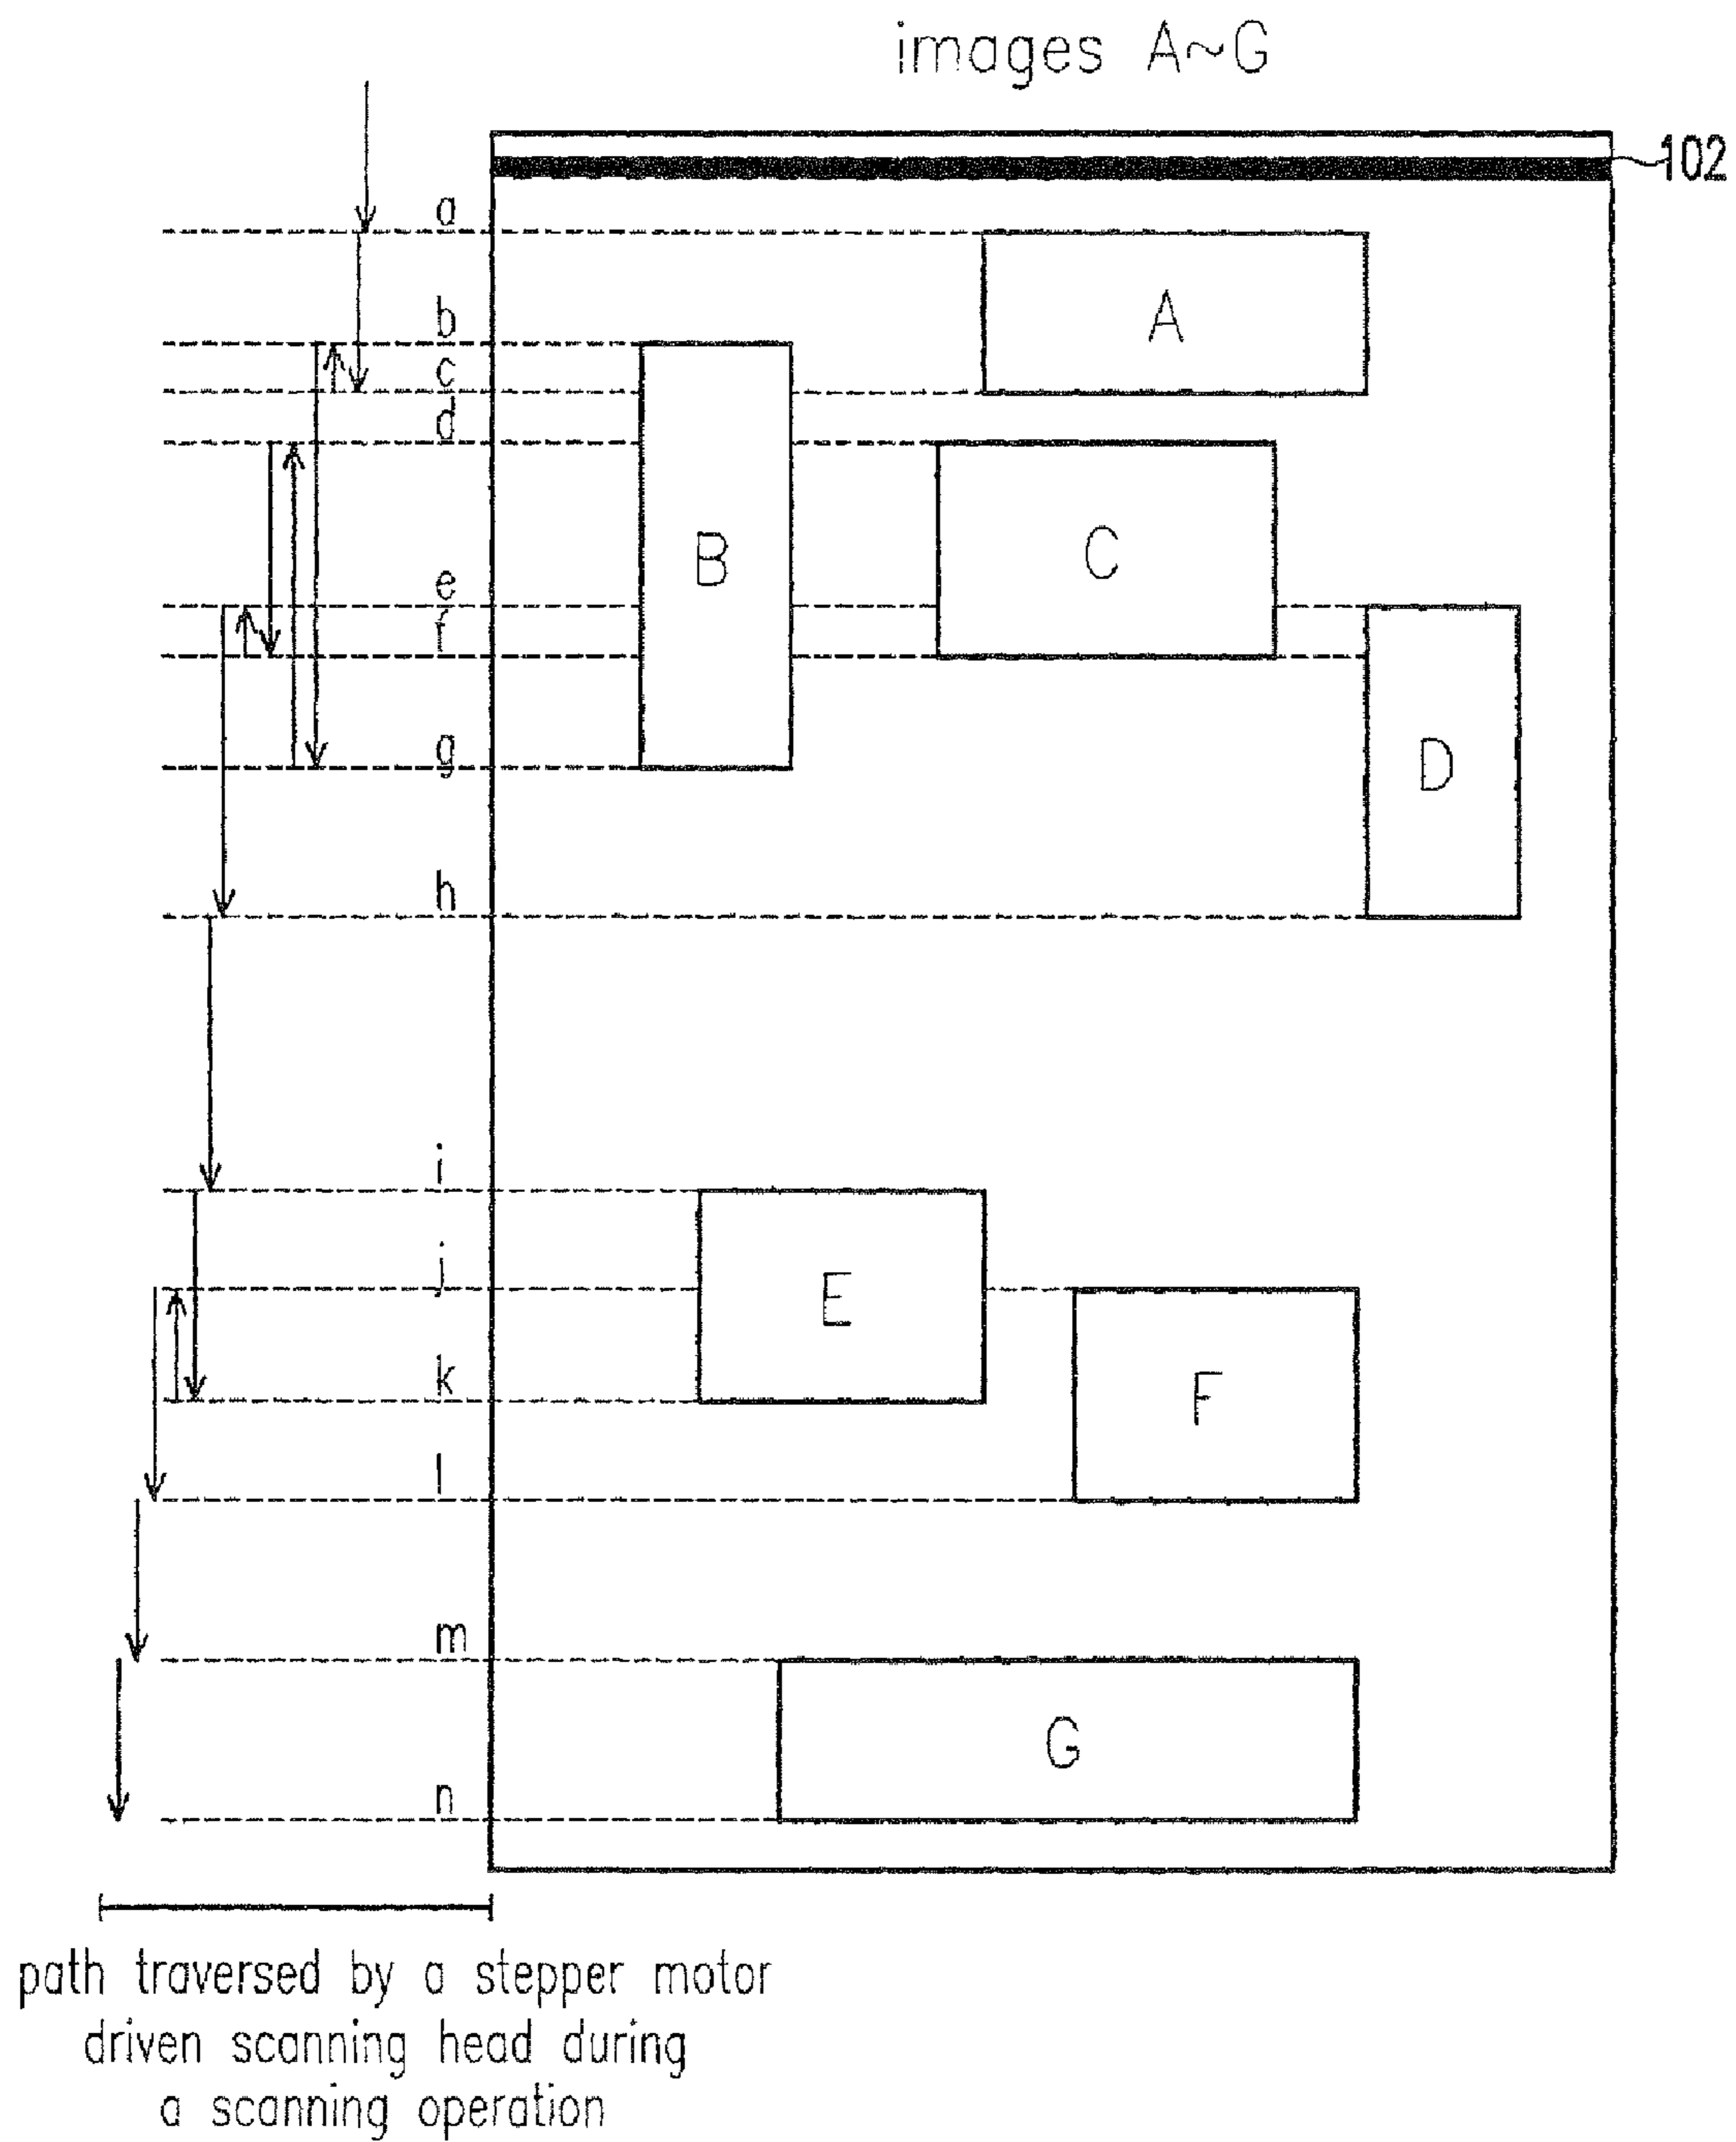 images A~G
102
a
A
b
c
d
B
C
e
f
g
D
h
i
E
j
F
k
l
m
G
n
path traversed by a stepper motor
driven scanning head during
a scanning operation